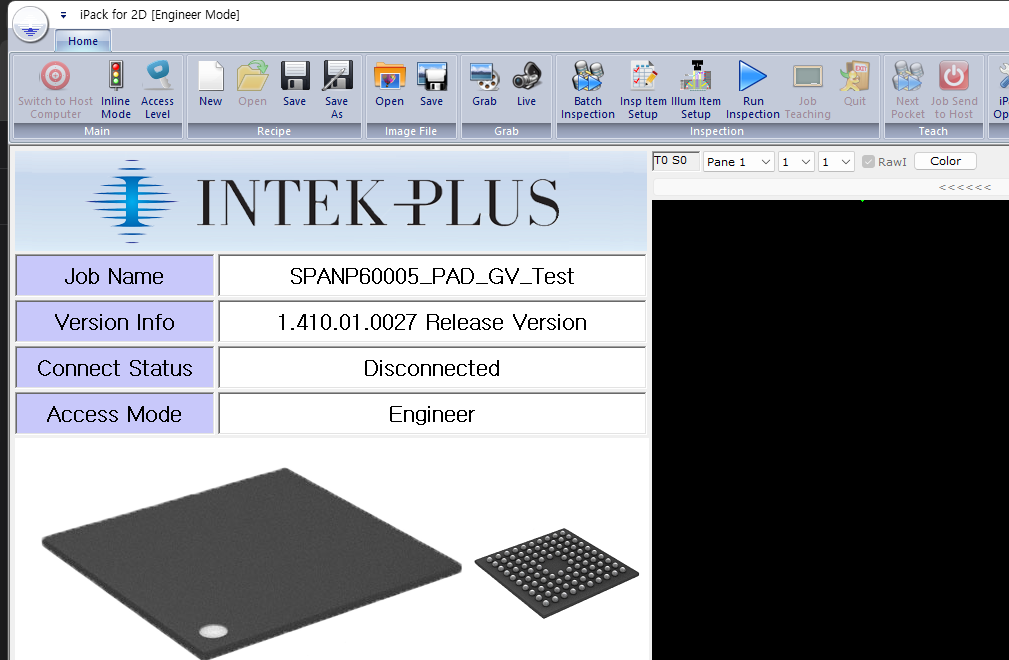 iPack for 2D [Engineer Mode]
Home
Switch to Host Computer
Inline Mode
Access Level
Main
New
Open
Save
Save As
Recipe
Open
Save
Image File
Grab
Live
Grab
Batch Inspection
Insp Item Setup
Illum Item Setup
Run Inspection
Job Teaching
Quit
Inspection
Next Pocket
Job Send to Host
Teach
INTEK PLUS
T0 S0
Pane 1
1
1
RawI
Color
<<<<<<
Job Name
SPANP60005_PAD_GV_Test
Version Info
1.410.01.0027 Release Version
Connect Status
Disconnected
Access Mode
Engineer